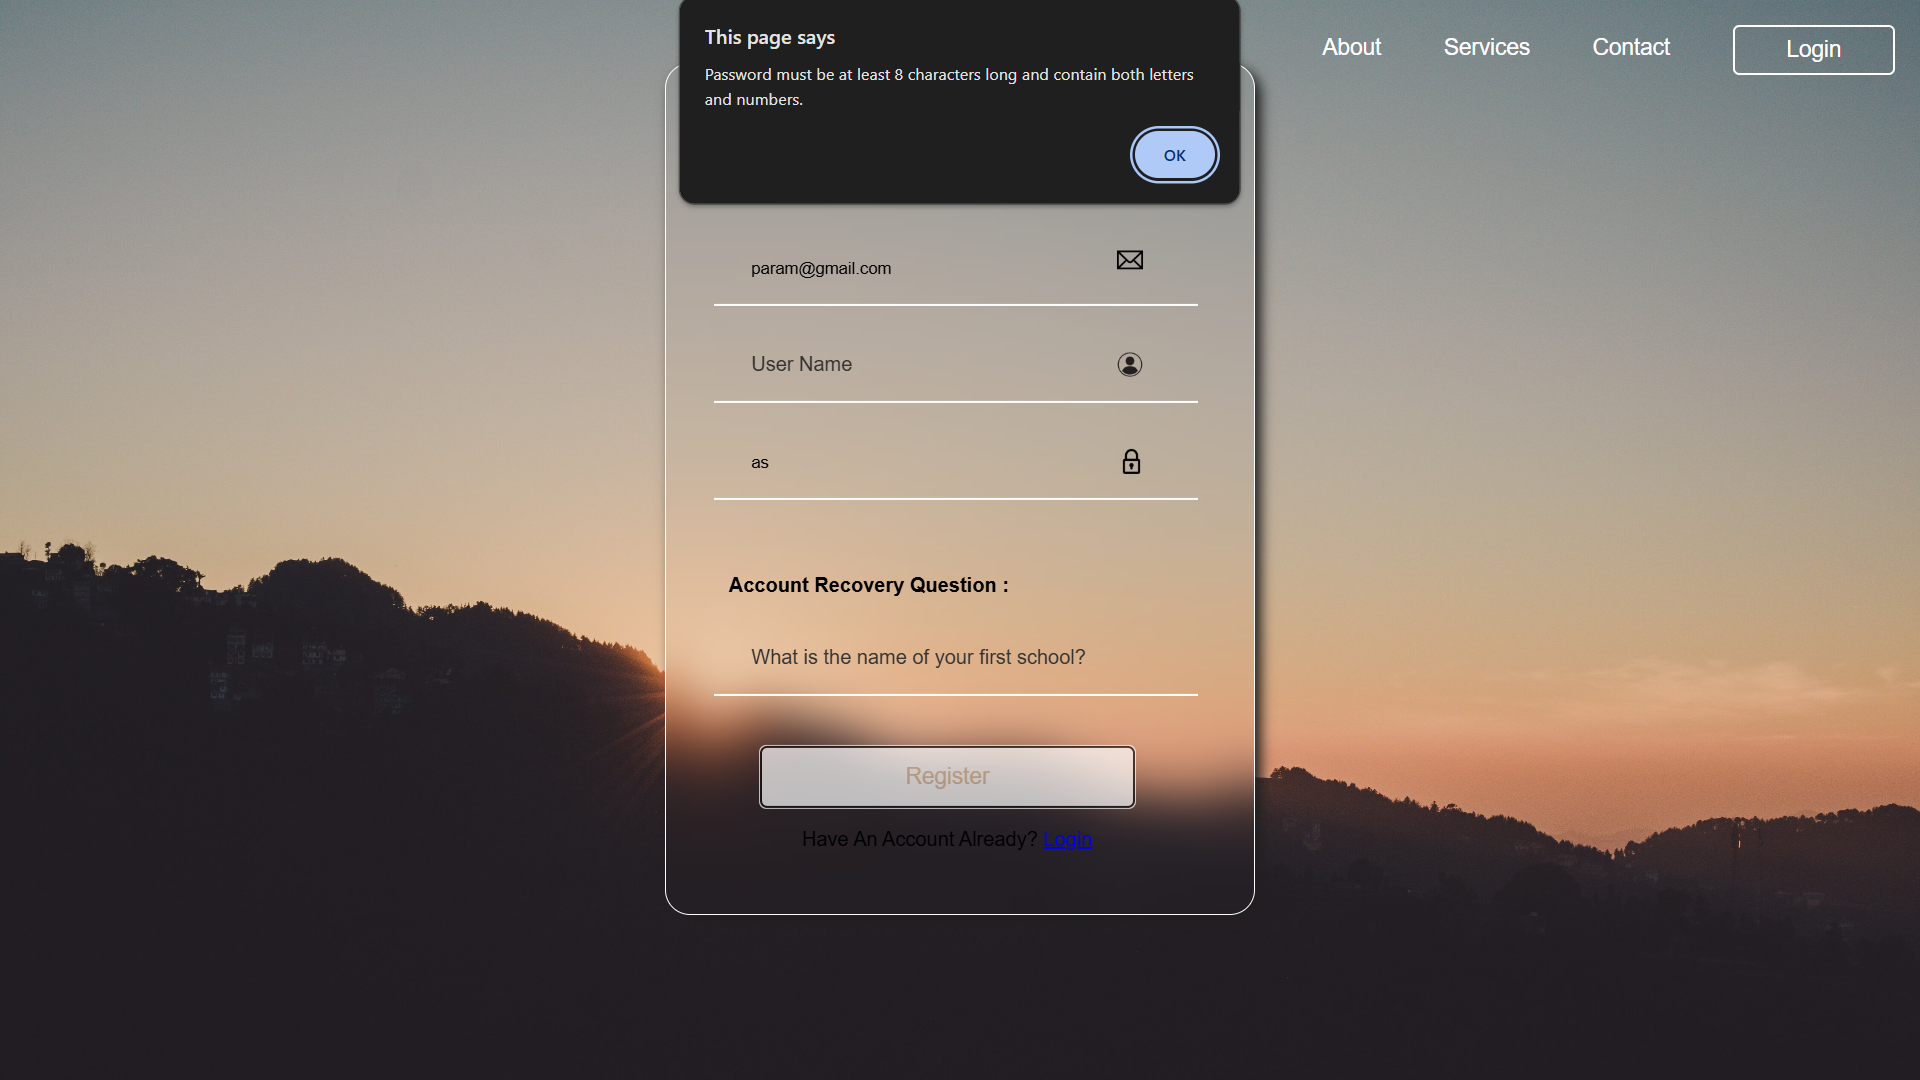 This page says
Password must be at least 8 characters long and contain both letters
and numbers.
OK
About
Services
Contact
Login
param@gmail.com
User Name
as
Account Recovery Question :
What is the name of your first school?
Register
Have An Account Already? Login